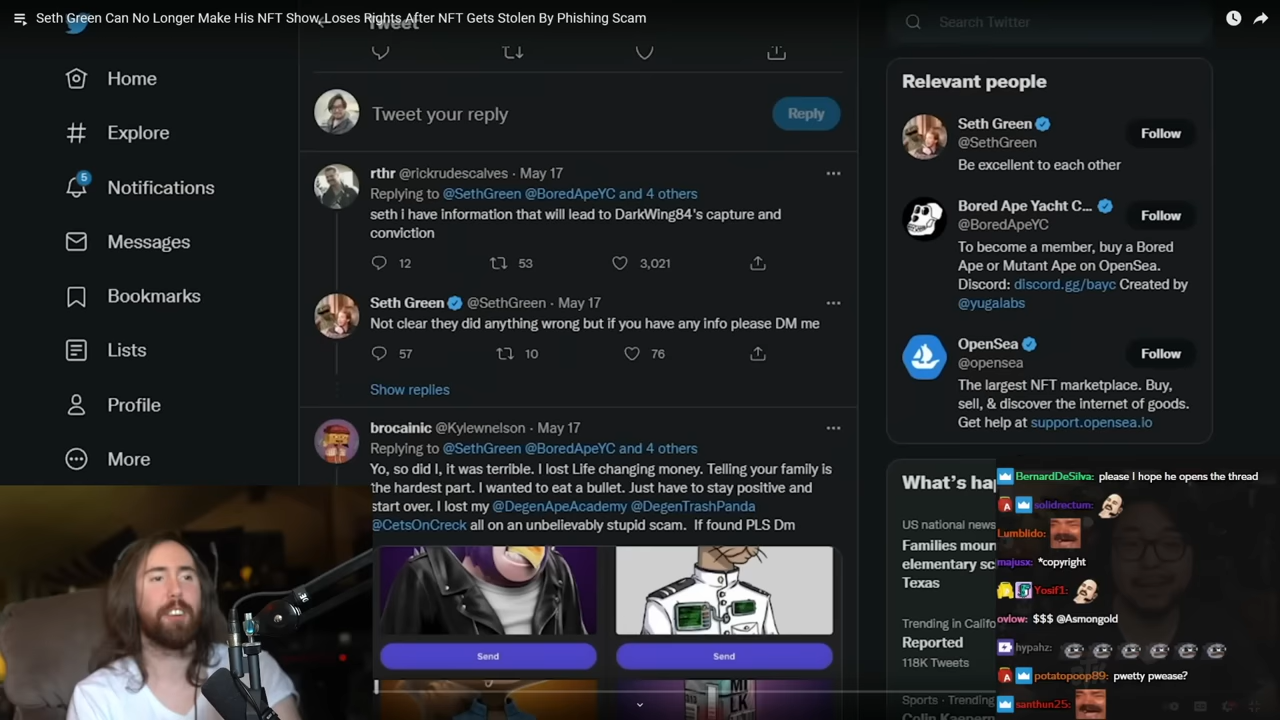 Seth Green Can No Longer Make His NFT Show, Loses Rights After NFT Gets Stolen By Phishing Scam
Tweet
Search Twitter
Home
Explore
5
Notifications
Messages
Bookmarks
Lists
Profile
More
Tweet your reply
Reply
rthr @rickrudescalves · May 17
Replying to @SethGreen @BoredApeYC and 4 others
seth i have information that will lead to DarkWing84's capture and
conviction
12 53 3,021
Seth Green @SethGreen · May 17
Not clear they did anything wrong but if you have any info please DM me
57 10 76
Show replies
brocainic @Kylewnelson · May 17
Replying to @SethGreen @BoredApeYC and 4 others
Yo, so did I, it was terrible. I lost Life changing money. Telling your family is
the hardest part. I wanted to eat a bullet. Just have to stay positive and
start over. I lost my @DegenApeAcademy @DegenTrashPanda
@CetsOnCreck all on an unbelievably stupid scam. If found PLS Dm
Send
Send
Relevant people
Seth Green
@SethGreen
Follow
Be excellent to each other
Bored Ape Yacht C...
@BoredApeYC
Follow
To become a member, buy a Bored
Ape or Mutant Ape on OpenSea.
Discord: discord.gg/bayc Created by
@yugalabs
OpenSea
@opensea
Follow
The largest NFT marketplace. Buy,
sell, & discover the internet of goods.
Get help at support.opensea.io
What's ha
US national news
Families mour
elementary sc
Texas
Trending in Califo
Reported
118K Tweets
Sports · Trending
Colin Kaepern
BernardDeSilva: please I hope he opens the thread
solidrectum:
Lumblido:
majusx: *copyright
Yosif1:
ovlow: $$$ @Asmongold
hypahz:
potatopoop89: pwetty pwease?
santhun25: